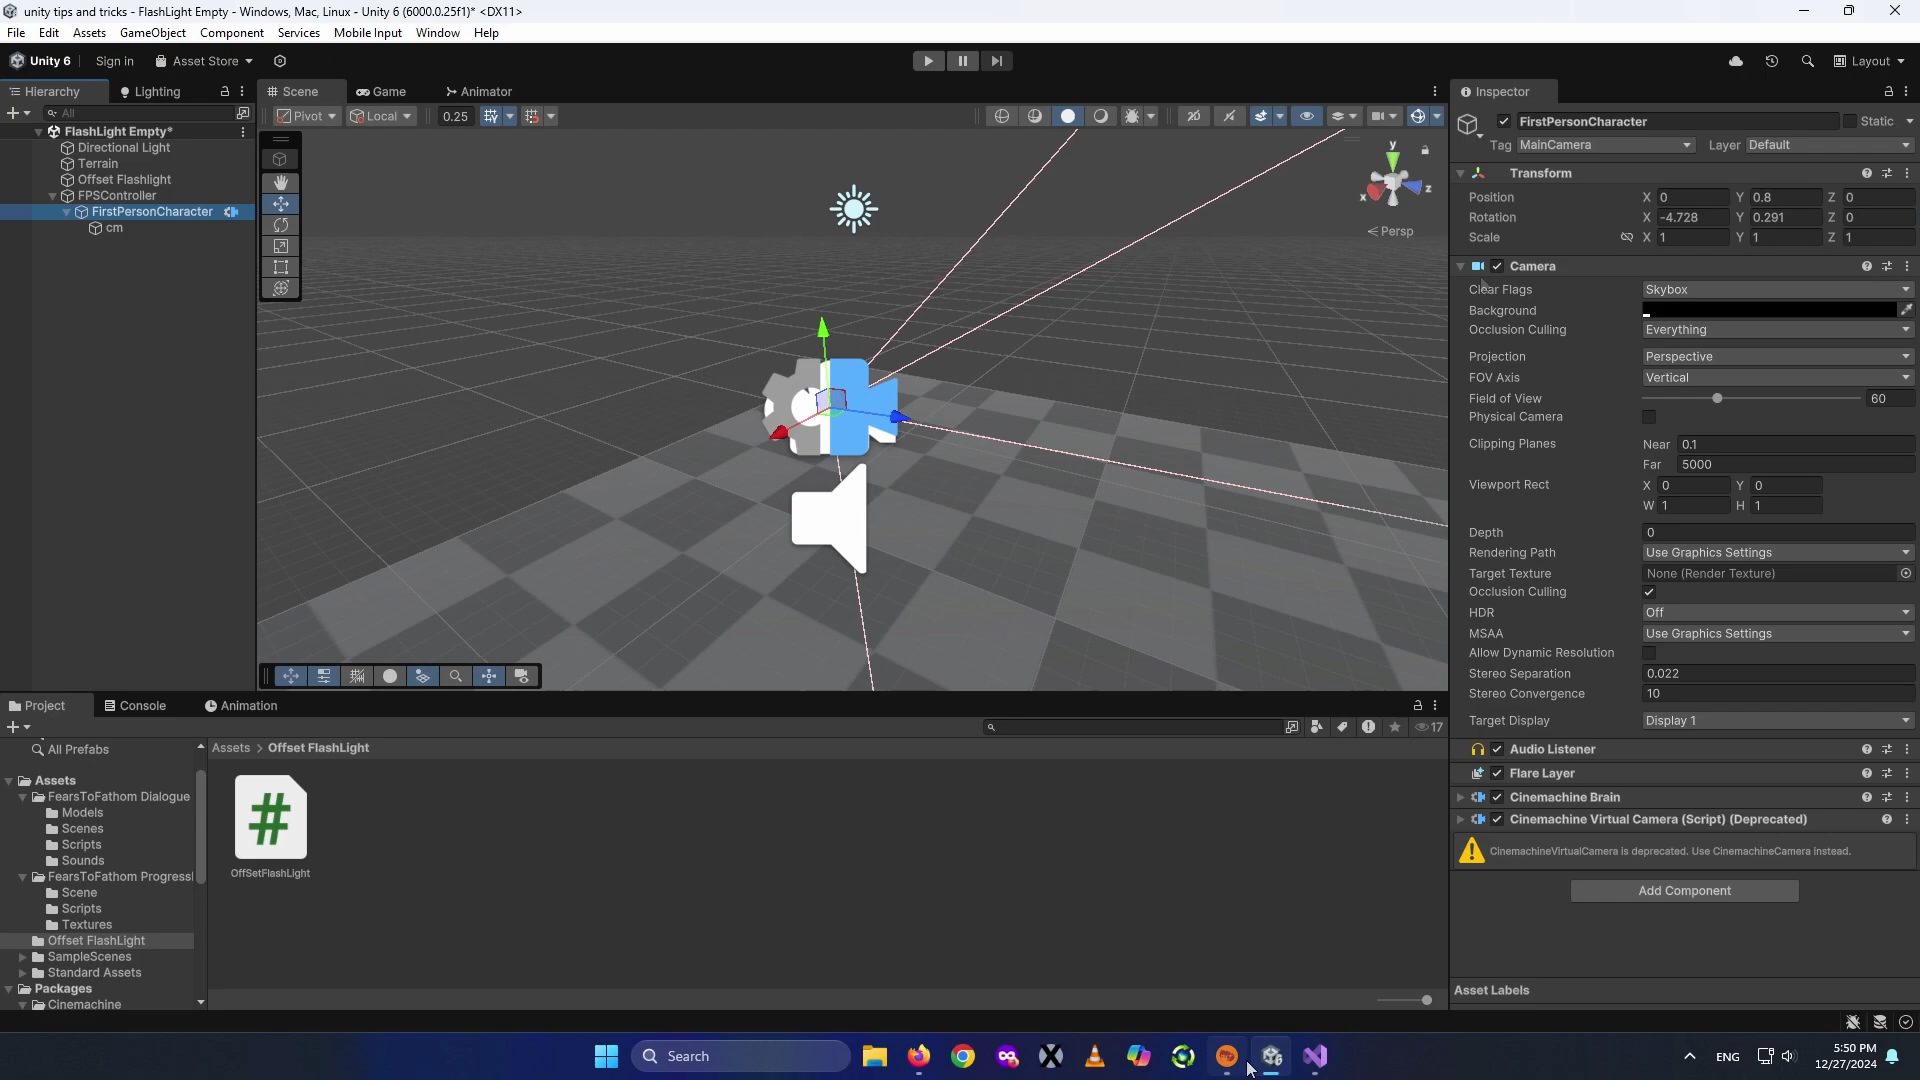 unity tips and tricks - FlashLight Empty - Windows, Mac, Linux - Unity 6 (6000.0.25f1)* <DX11>
File Edit Assets GameObject Component Services Mobile Input Window Help
Unity 6 Sign in Asset Store Layout
Hierarchy Lighting Scene Game Animator Inspector
All Pivot Local 0.25
FlashLight Empty*
Directional Light
Terrain
Offset Flashlight
FPSController
FirstPersonCharacter
cm
y
x
z
Persp
FirstPersonCharacter Static
Tag MainCamera Layer Default
Transform
Position X 0 Y 0.8 Z 0
Rotation X -4.728 Y 0.291 Z 0
Scale X 1 Y 1 Z 1
Camera
Clear Flags Skybox
Background
Occlusion Culling Everything
Projection Perspective
FOV Axis Vertical
Field of View 60
Physical Camera
Clipping Planes Near 0.1
Far 5000
Viewport Rect X 0 Y 0
W 1 H 1
Depth 0
Rendering Path Use Graphics Settings
Target Texture None (Render Texture)
Occlusion Culling
HDR Off
MSAA Use Graphics Settings
Allow Dynamic Resolution
Stereo Separation 0.022
Stereo Convergence 10
Target Display Display 1
Audio Listener
Flare Layer
Cinemachine Brain
Cinemachine Virtual Camera (Script) (Deprecated)
CinemachineVirtualCamera is deprecated. Use CinemachineCamera instead.
Add Component
Asset Labels
Project Console Animation
17
All Prefabs
Assets > Offset FlashLight
Assets
FearsToFathom Dialogue
Models
Scenes
Scripts
Sounds
FearsToFathom Progress
Scene
Scripts
Textures
Offset FlashLight
SampleScenes
Standard Assets
Packages
Cinemachine
#
OffSetFlashLight
Search
ENG
5:50 PM
12/27/2024